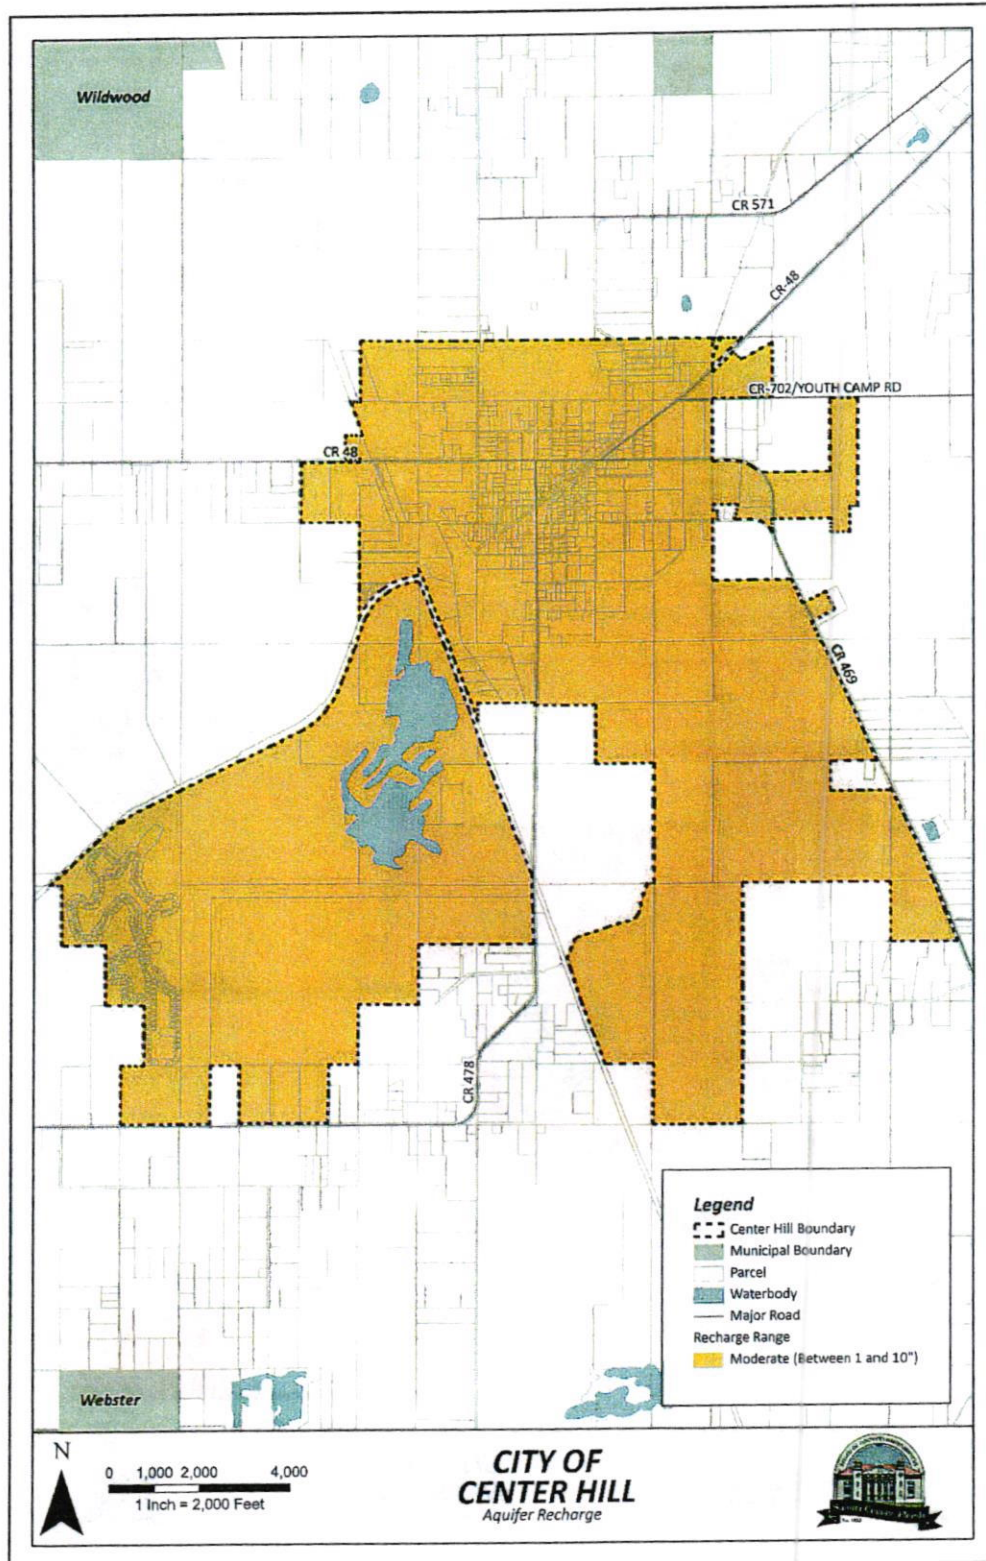 Wildwood
CR 571
CR-48
CR-702/YOUTH CAMP RD
CR 48
CR 469
CR 478
Legend
Center Hill Boundary
Municipal Boundary
Parcel
Waterbody
Major Road
Recharge Range
Moderate (Between 1 and 10")
Webster
N
0 1,000 2,000 4,000
1 Inch = 2,000 Feet
CITY OF
CENTER HILL
Aquifer Recharge